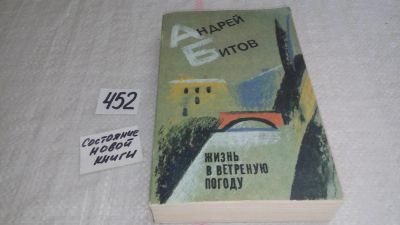 Андрей
Битов
452
Состояние
новой
книги
ЖИЗНЬ
В ВЕТРЕНУЮ
ПОГОДУ